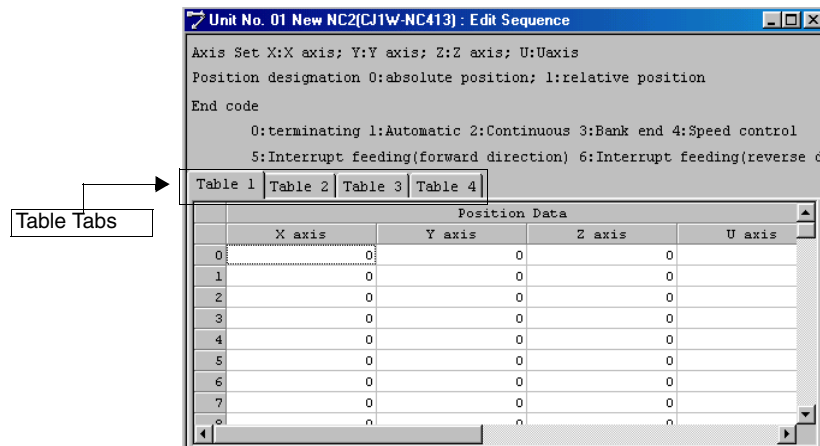 Unit No. 01 New NC2(CJ1W-NC413) : Edit Sequence
Axis Set X:X axis; Y:Y axis; Z:Z axis; U:Uaxis
Position designation 0:absolute position; 1:relative position
End code
0:terminating 1:Automatic 2:Continuous 3:Bank end 4:Speed control
5:Interrupt feeding(forward direction) 6:Interrupt feeding(reverse d
Table 1 Table 2 Table 3 Table 4
Table Tabs
Position Data
X axis Y axis Z axis U axis
0 0 0 0
1 0 0 0
2 0 0 0
3 0 0 0
4 0 0 0
5 0 0 0
6 0 0 0
7 0 0 0
8 0 0 0